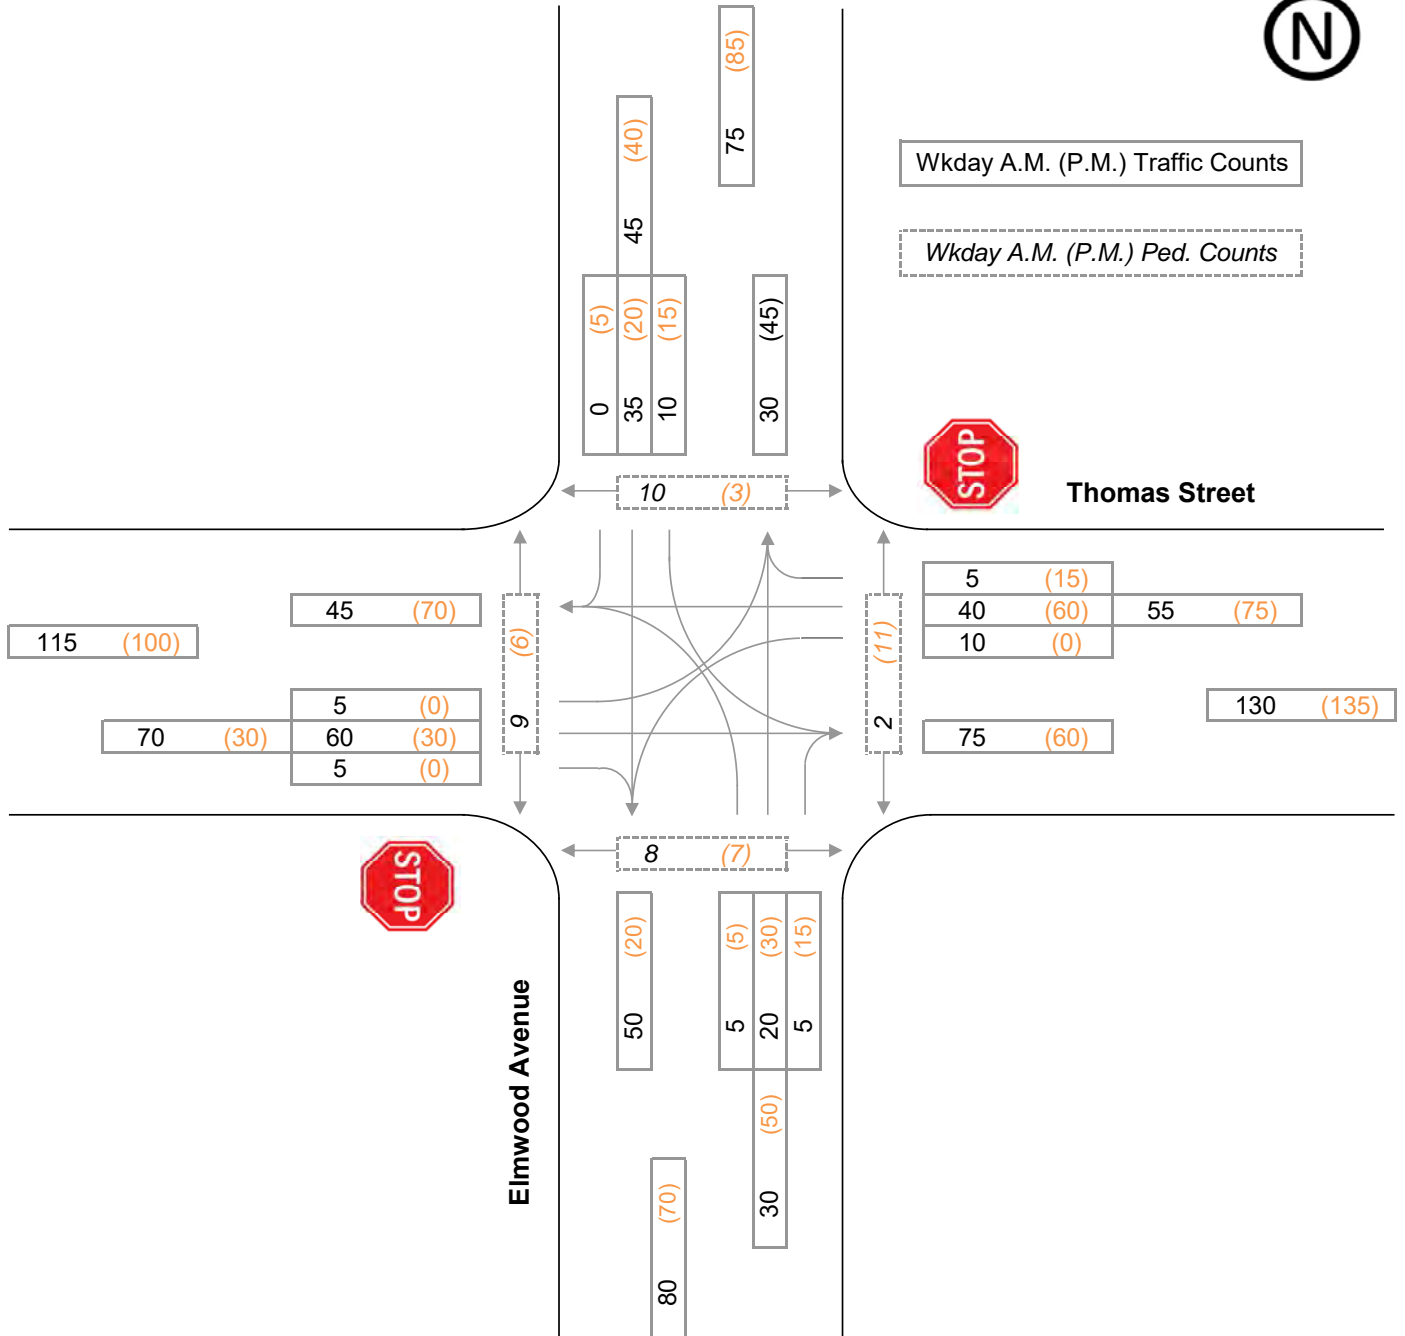 N
(85)
75
(40)
45
Wkday A.M. (P.M.) Traffic Counts
Wkday A.M. (P.M.) Ped. Counts
(5) (20) (15) (45)
0 35 10 30
STOP
Thomas Street
10 (3)
5 (15)
45 (70)
40 (60) 55 (75)
115 (100)
10 (0)
(6)
9
(11)
2
5 (0)
130 (135)
70 (30) 60 (30)
75 (60)
5 (0)
8 (7)
STOP
(20) (5) (30) (15)
50 5 20 5
Elmwood Avenue
(50)
30
(70)
80